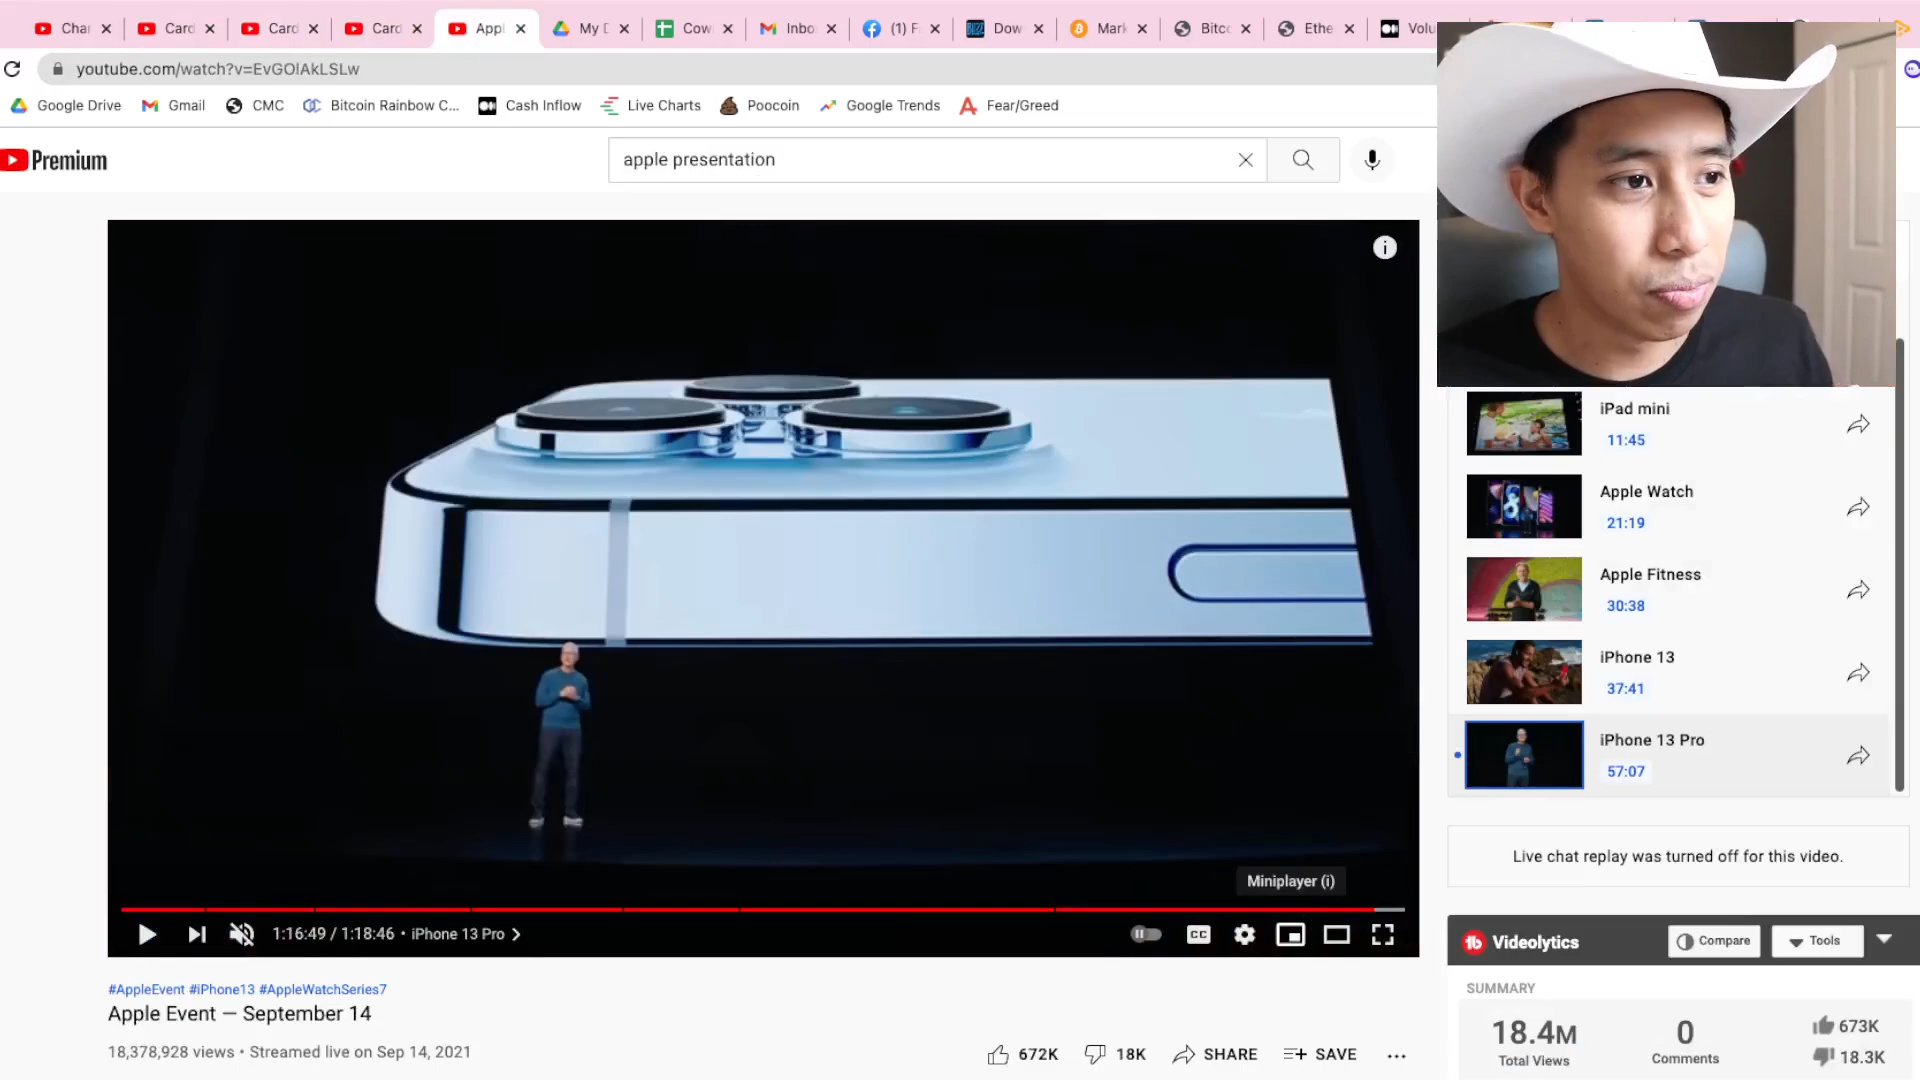 Char
Card
Card
Card
Appl
My D
Cow
Inbo
(1) F
Dow
Mark
Bitco
Ethe
Volu
youtube.com/watch?v=EvGOlAkLSLw
Google Drive
Gmail
CMC
Bitcoin Rainbow C...
Cash Inflow
Live Charts
Poocoin
Google Trends
Fear/Greed
Premium
apple presentation
iPad mini
11:45
Apple Watch
21:19
Apple Fitness
30:38
iPhone 13
37:41
iPhone 13 Pro
57:07
Miniplayer (i)
1:16:49 / 1:18:46 • iPhone 13 Pro
CC
Live chat replay was turned off for this video.
#AppleEvent #iPhone13 #AppleWatchSeries7
Apple Event — September 14
18,378,928 views • Streamed live on Sep 14, 2021
672K
18K
SHARE
SAVE
Videolytics
Compare
Tools
SUMMARY
18.4M
Total Views
0
Comments
673K
18.3K